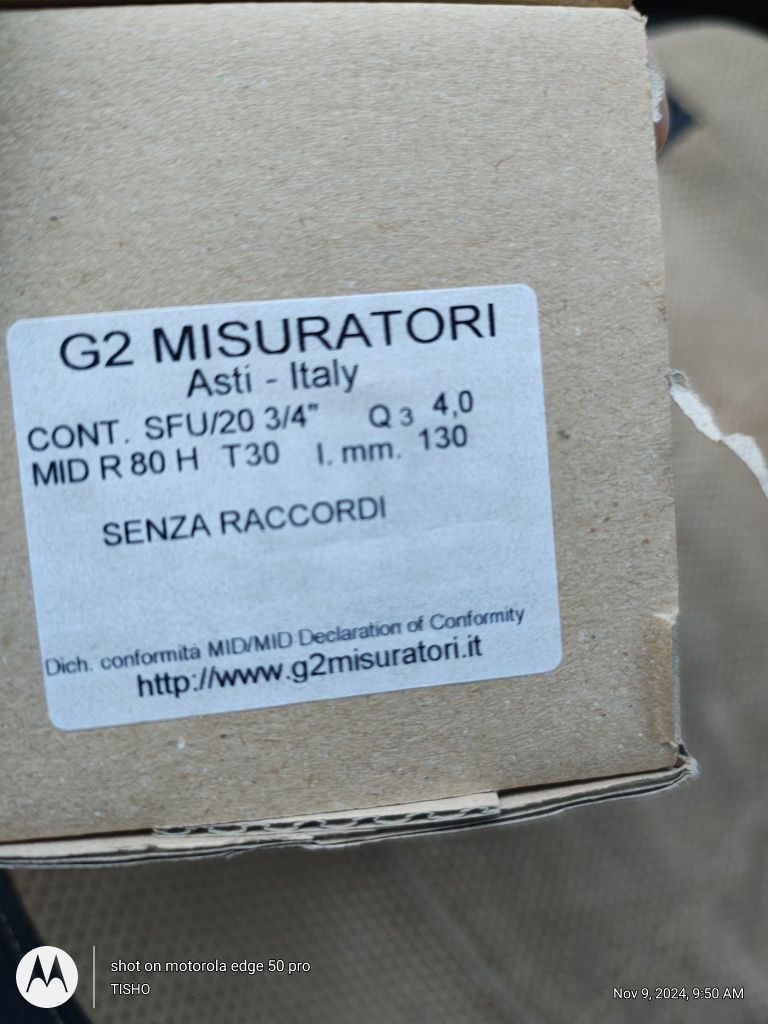 G2 MISURATORI
Asti - Italy
CONT. SFU/20 3/4" Q 3 4,0
MID R 80 H T30 l. mm. 130
SENZA RACCORDI
Dich. conformità MID/MID Declaration of Conformity
http://www.g2misuratori.it
shot on motorola edge 50 pro
TISHO
Nov 9, 2024, 9:50 AM